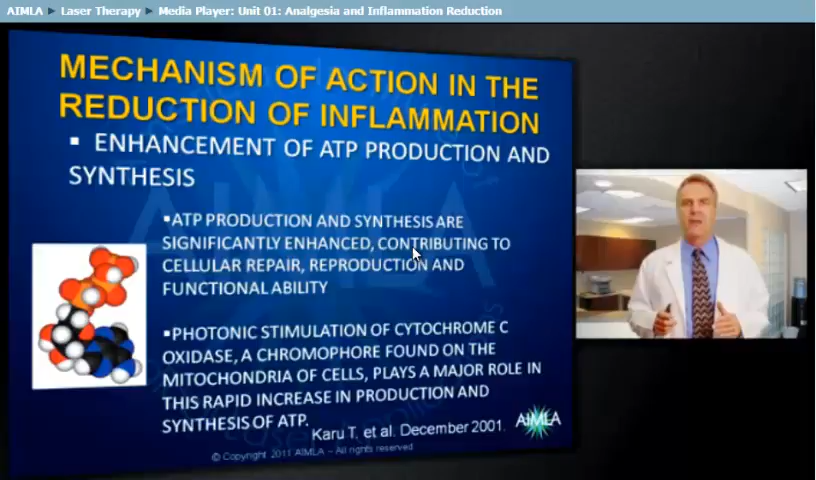 AIMLA ► Laser Therapy ► Media Player: Unit 01: Analgesia and Inflammation Reduction
MECHANISM OF ACTION IN THE
REDUCTION OF INFLAMMATION
▪ ENHANCEMENT OF ATP PRODUCTION AND
SYNTHESIS
▪ATP PRODUCTION AND SYNTHESIS ARE
SIGNIFICANTLY ENHANCED, CONTRIBUTING TO
CELLULAR REPAIR, REPRODUCTION AND
FUNCTIONAL ABILITY
▪PHOTONIC STIMULATION OF CYTOCHROME C
OXIDASE, A CHROMOPHORE FOUND ON THE
MITOCHONDRIA OF CELLS, PLAYS A MAJOR ROLE IN
THIS RAPID INCREASE IN PRODUCTION AND
SYNTHESIS OF ATP.
Karu T. et al. December 2001.
AIMLA
© Copyright 2011 AIMLA – All rights reserved
AIMLA